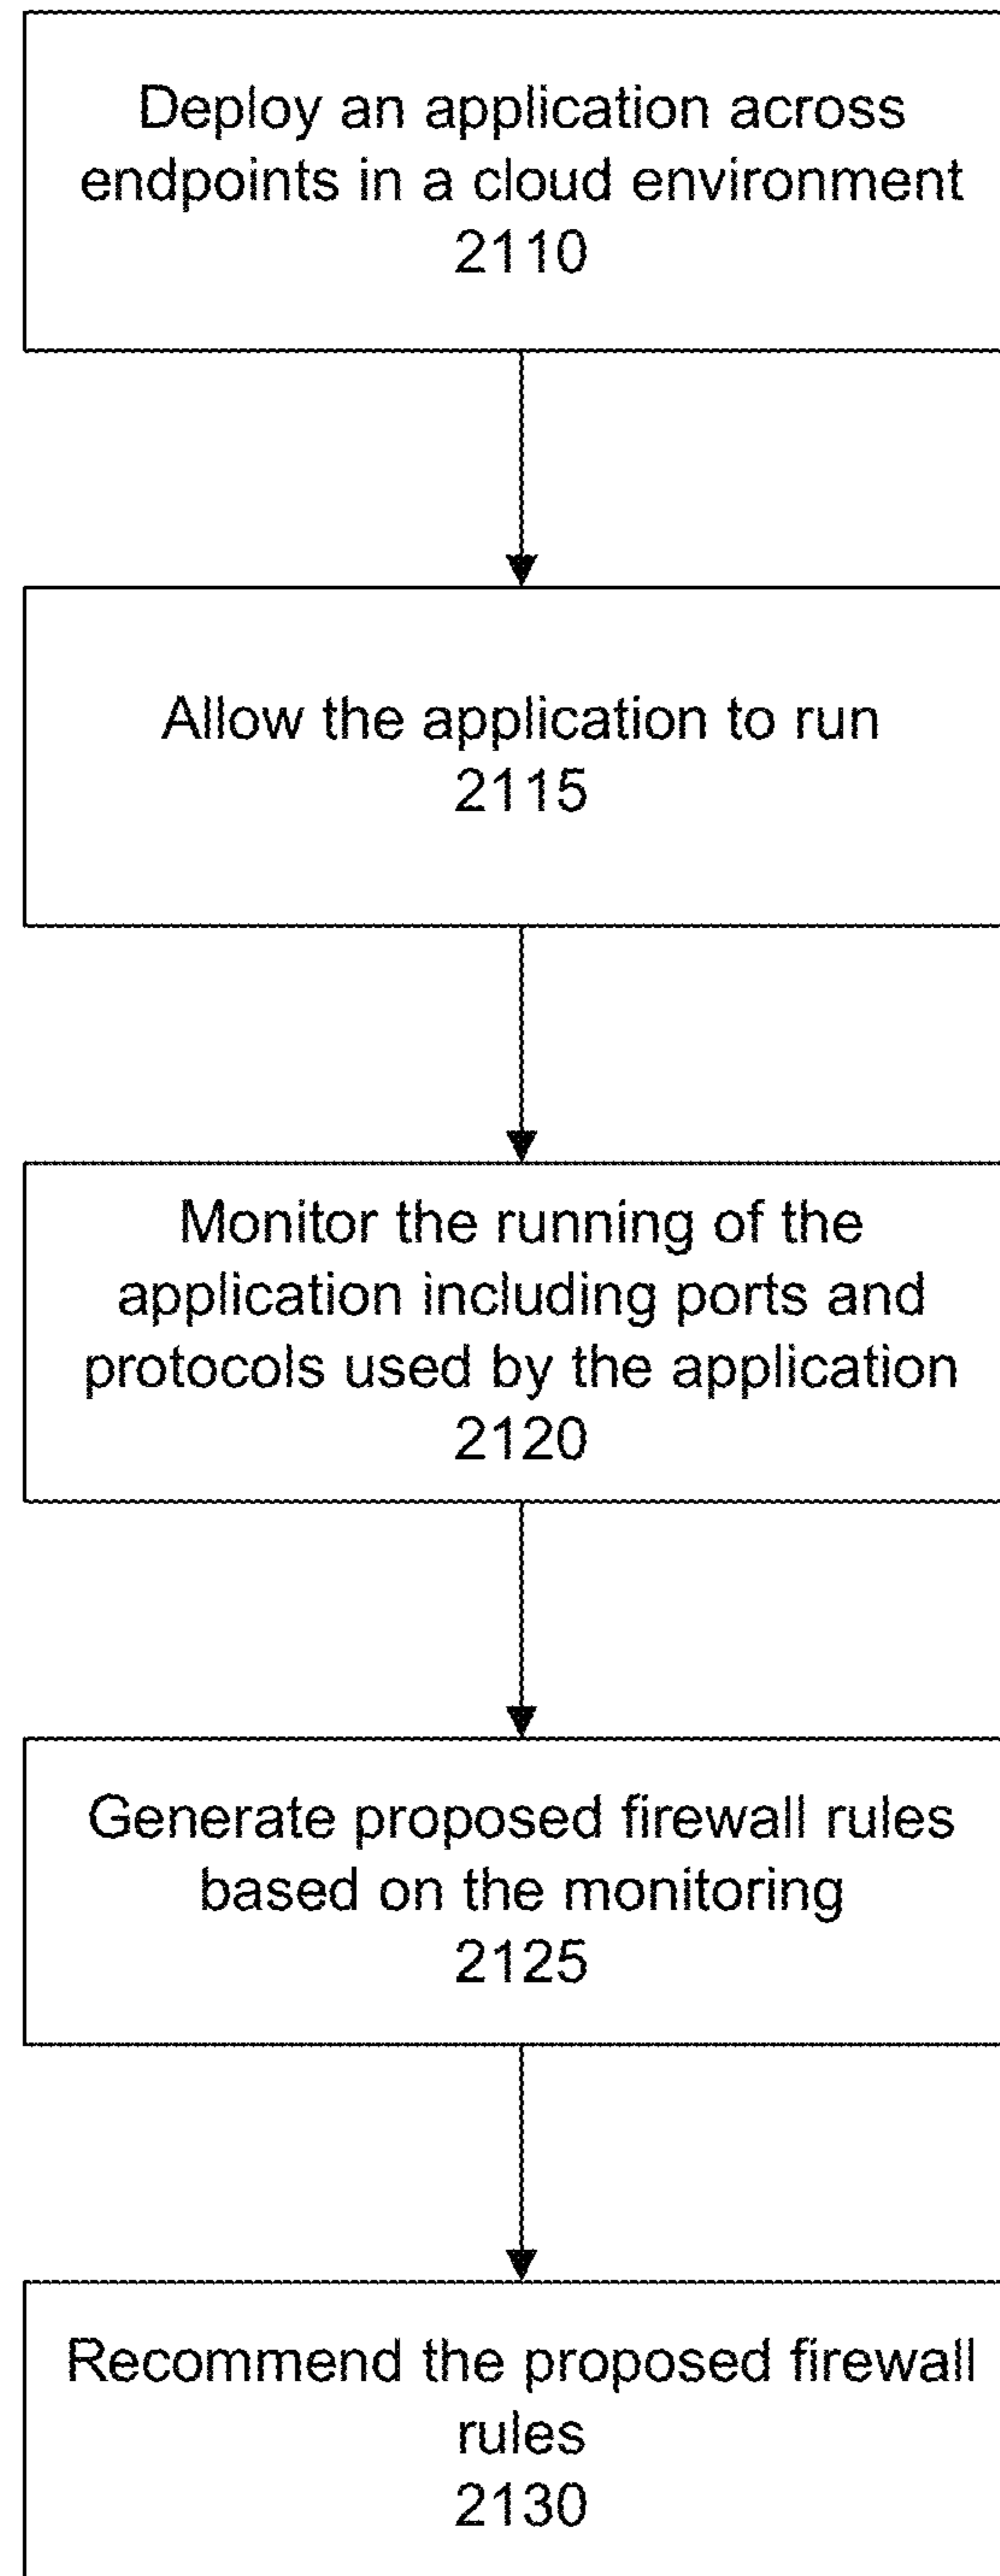 Deploy an application across
endpoints in a cloud environment
2110
Allow the application to run
2115
Monitor the running of the
application including ports and
protocols used by the application
2120
Generate proposed firewall rules
based on the monitoring
2125
Recommend the proposed firewall
rules
2130